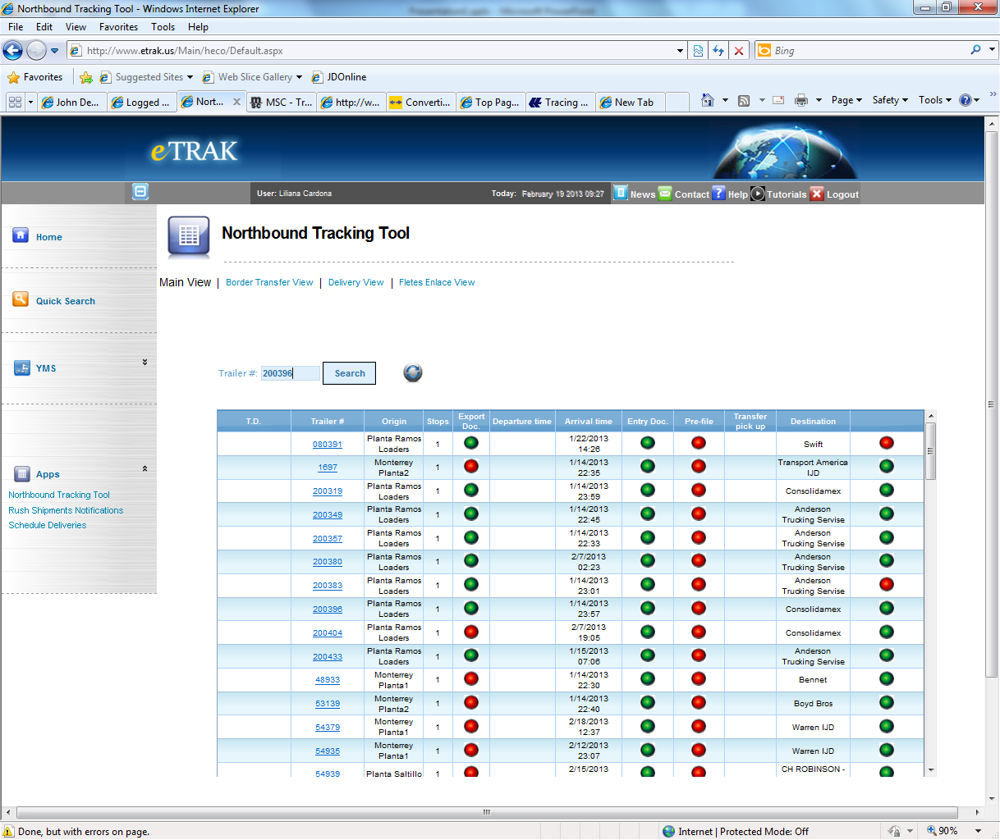 Northbound Tracking Tool - Windows Internet Explorer
File Edit View Favorites Tools Help
http://www.etrak.us/Main/heco/Default.aspx Bing
Favorites Suggested Sites Web Slice Gallery JDOnline
John De... Logged ... Nort... MSC - Tr... http://w... Converti... Top Pag... Tracing ... New Tab Page Safety Tools
eTRAK
User: Liliana Cardona Today: February 19 2013 09:27 News Contact Help Tutorials Logout
Home
Quick Search
YMS
Apps
Northbound Tracking Tool
Rush Shipments Notifications
Schedule Deliveries
Northbound Tracking Tool
Main View | Border Transfer View | Delivery View | Fletes Enlace View
Trailer #: 200396 Search
T.D. Trailer # Origin Stops Export Doc. Departure time Arrival time Entry Doc. Pre-file Transfer pick up Destination
080391 Planta Ramos Loaders 1 1/22/2013 14:26 Swift
1697 Monterrey Planta2 1 1/14/2013 22:35 Transport America IJD
200319 Planta Ramos Loaders 1 1/14/2013 23:59 Consolidamex
200349 Planta Ramos Loaders 1 1/14/2013 22:45 Anderson Trucking Servise
200357 Planta Ramos Loaders 1 1/14/2013 22:33 Anderson Trucking Servise
200380 Planta Ramos Loaders 1 2/7/2013 02:23 Anderson Trucking Servise
200383 Planta Ramos Loaders 1 1/14/2013 23:01 Anderson Trucking Servise
200396 Planta Ramos Loaders 1 1/14/2013 23:57 Consolidamex
200404 Planta Ramos Loaders 1 2/7/2013 19:05 Consolidamex
200433 Planta Ramos Loaders 1 1/15/2013 07:06 Anderson Trucking Servise
48933 Monterrey Planta1 1 1/14/2013 22:30 Bennet
53139 Monterrey Planta2 1 1/14/2013 22:40 Boyd Bros
54379 Monterrey Planta1 1 2/18/2013 12:37 Warren IJD
54935 Monterrey Planta1 1 2/12/2013 23:07 Warren IJD
54939 Planta Saltillo 1 2/15/2013 CH ROBINSON -
Done, but with errors on page. Internet | Protected Mode: Off 90%